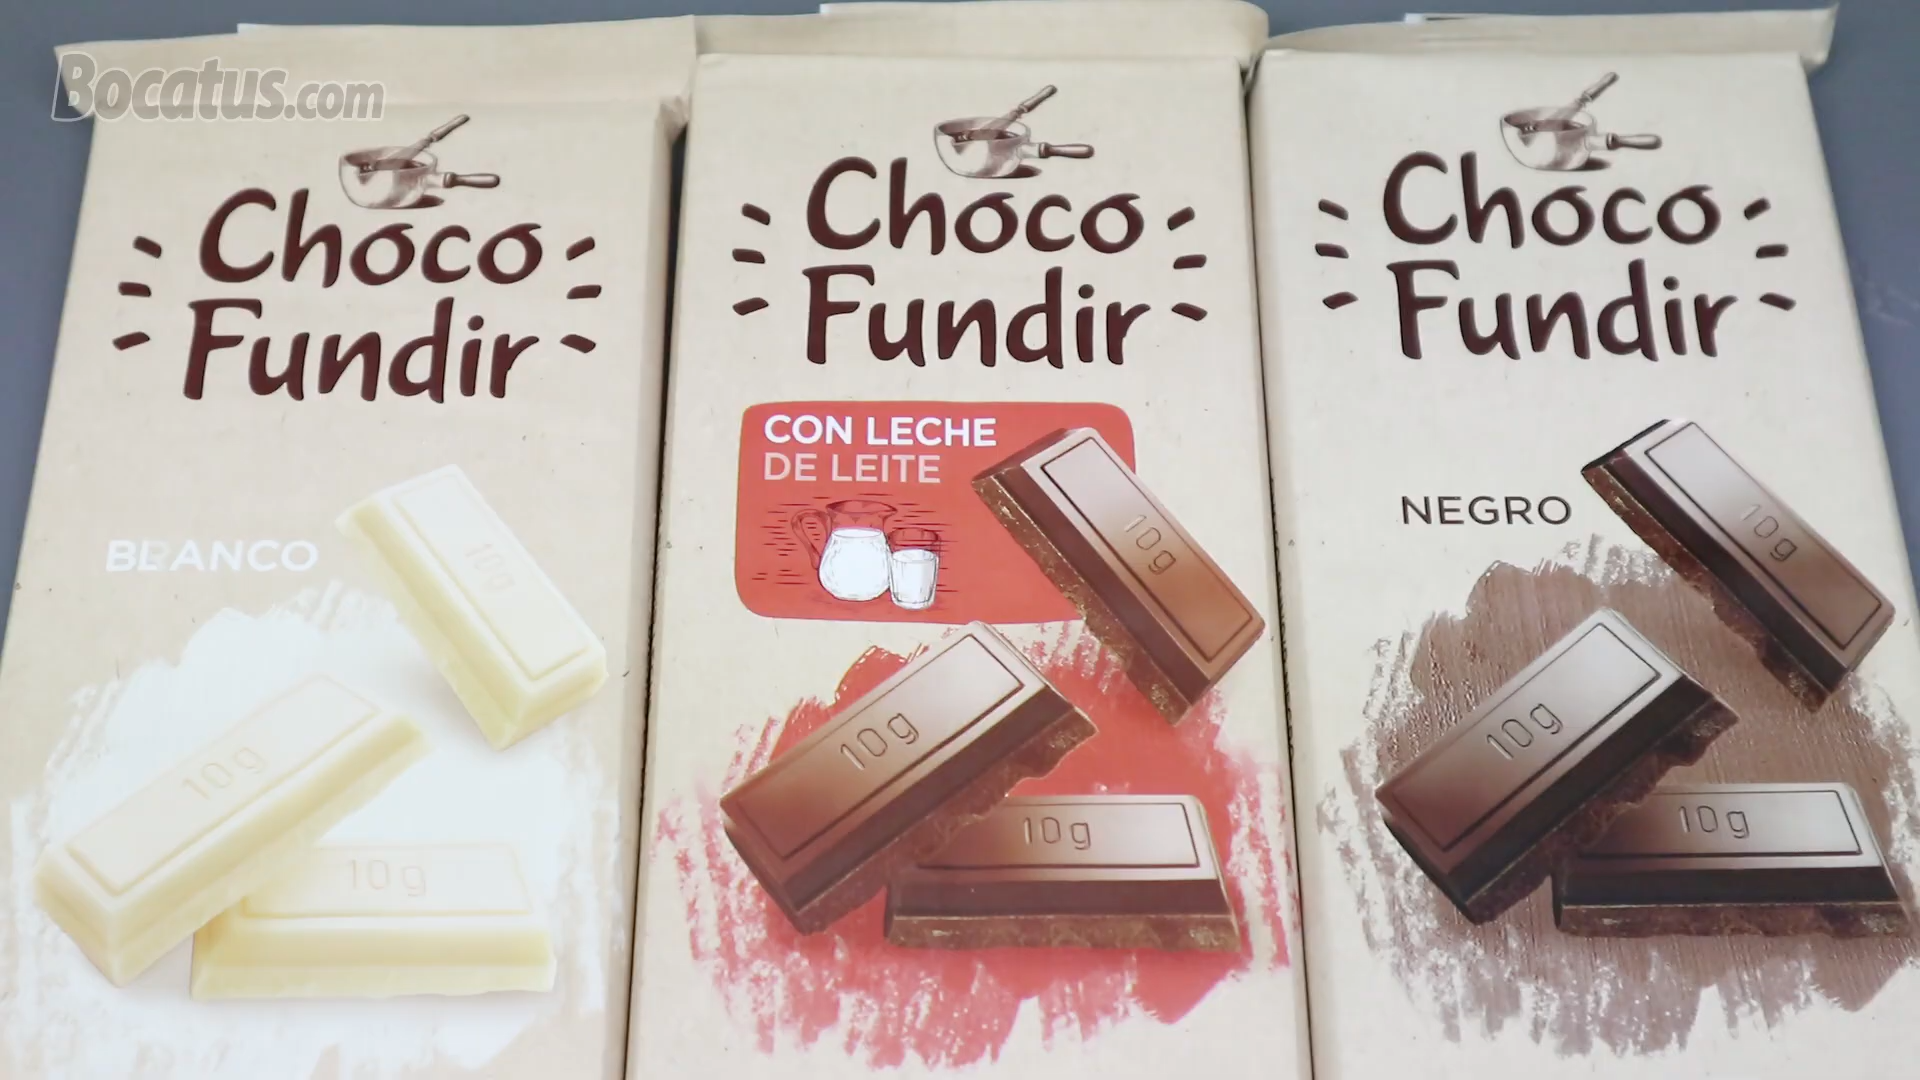 Bocatus.com
Choco
Fundir
BLANCO
10g
10g
10g
Choco
Fundir
CON LECHE
DE LEITE
10g
10g
10g
Choco
Fundir
NEGRO
10g
10g
10g